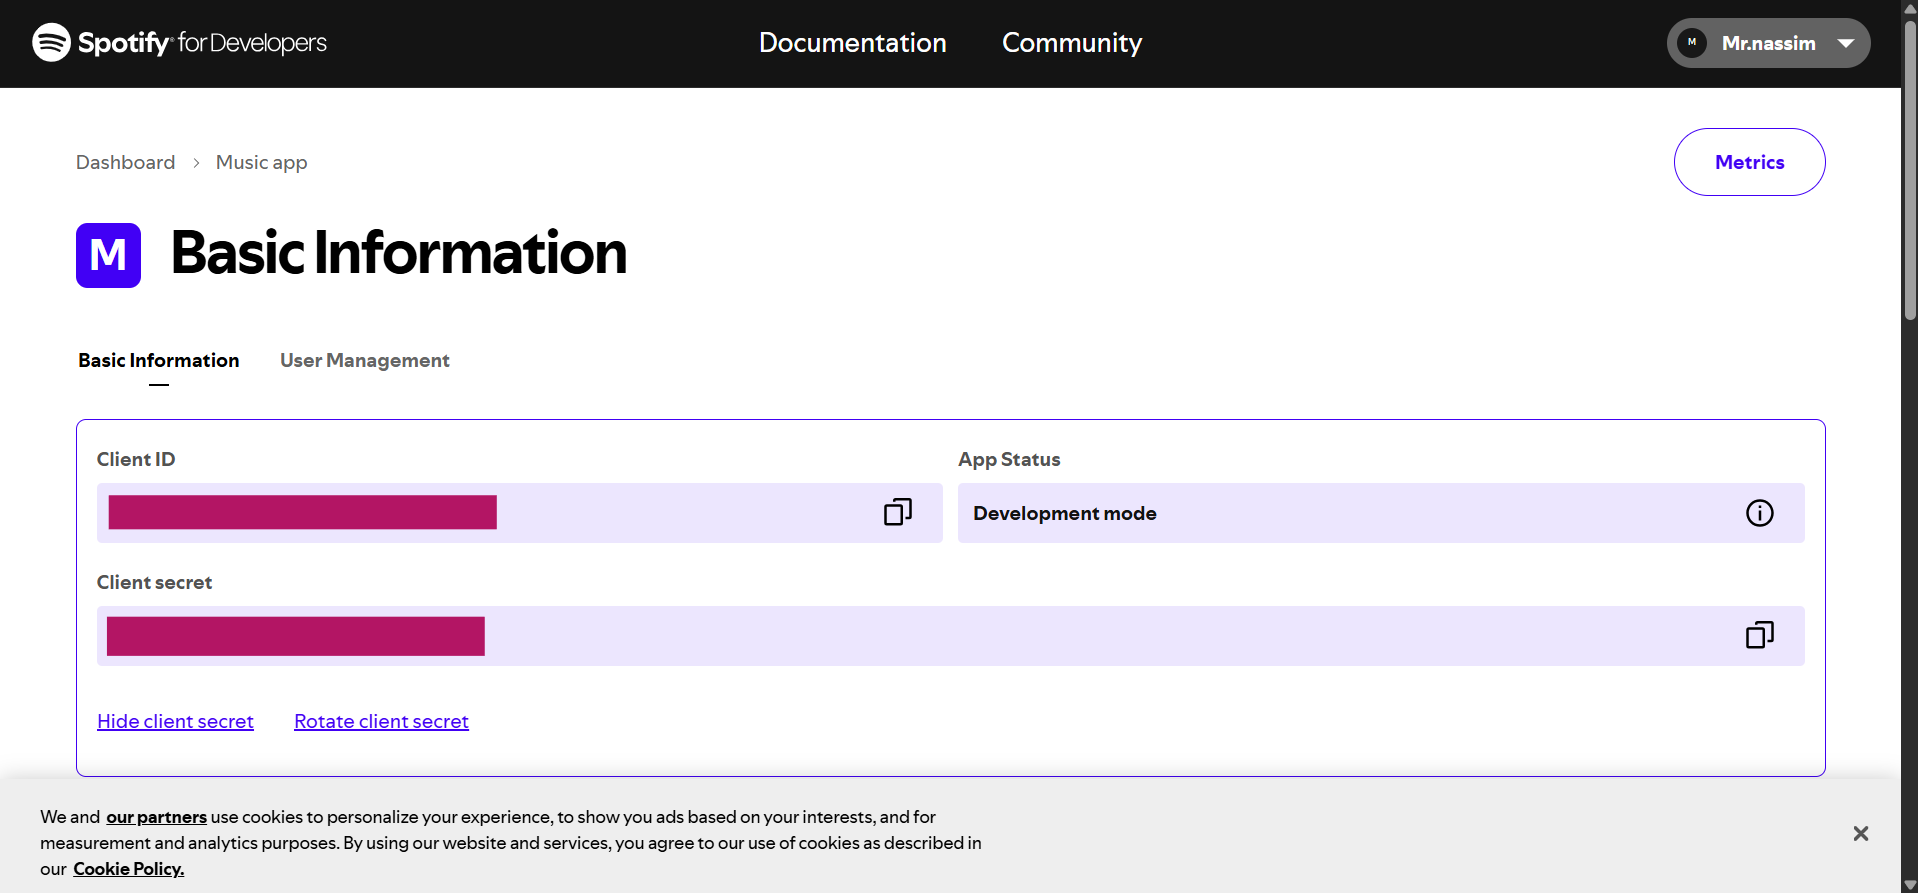 Spotify® for Developers
Documentation
Community
M
Mr.nassim
Dashboard > Music app
Metrics
M
Basic Information
Basic Information
User Management
Client ID
App Status
Development mode
Client secret
Hide client secret
Rotate client secret
We and our partners use cookies to personalize your experience, to show you ads based on your interests, and for
measurement and analytics purposes. By using our website and services, you agree to our use of cookies as described in
our Cookie Policy.